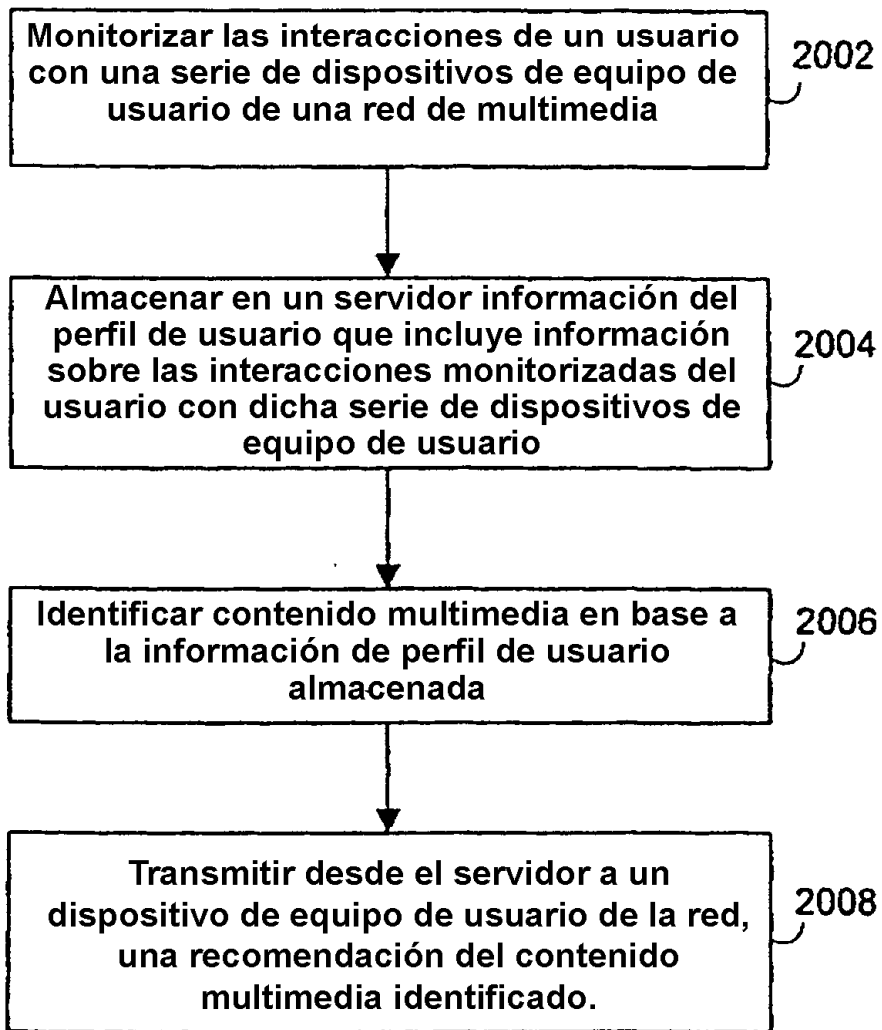 Monitorizar las interacciones de un usuario
con una serie de dispositivos de equipo de
usuario de una red de multimedia
2002
Almacenar en un servidor información del
perfil de usuario que incluye información
sobre las interacciones monitorizadas del
usuario con dicha serie de dispositivos de
equipo de usuario
2004
Identificar contenido multimedia en base a
la información de perfil de usuario
almacenada
2006
Transmitir desde el servidor a un
dispositivo de equipo de usuario de la red,
una recomendación del contenido
multimedia identificado.
2008